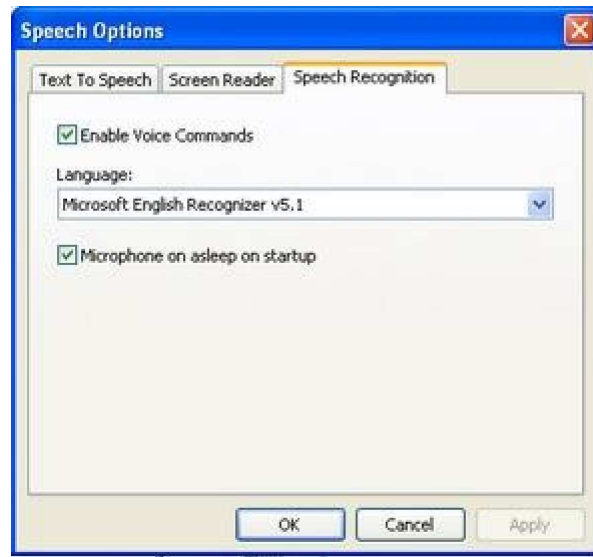 Speech Options
Text To Speech Screen Reader Speech Recognition
Enable Voice Commands
Language:
Microsoft English Recognizer v5.1
Microphone on asleep on startup
OK Cancel Apply